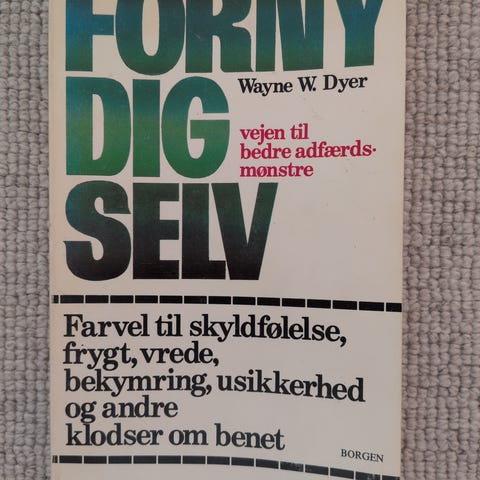 FORNY
Wayne W. Dyer
DIG
vejen til
bedre adfærds-
mønstre
SELV
Farvel til skyldfølelse,
frygt, vrede,
bekymring, usikkerhed
og andre
klodser om benet
BORGEN